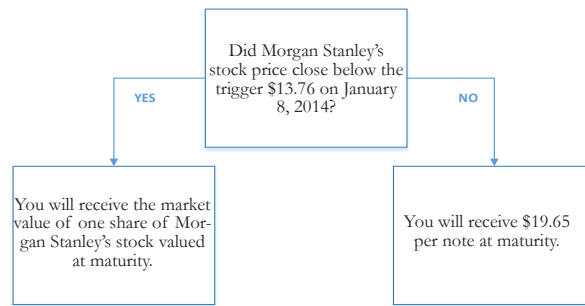 Did Morgan Stanley's
stock price close below the
trigger $13.76 on January
8, 2014?
YES
NO
You will receive the market
value of one share of Mor-
gan Stanley's stock valued
at maturity.
You will receive $19.65
per note at maturity.